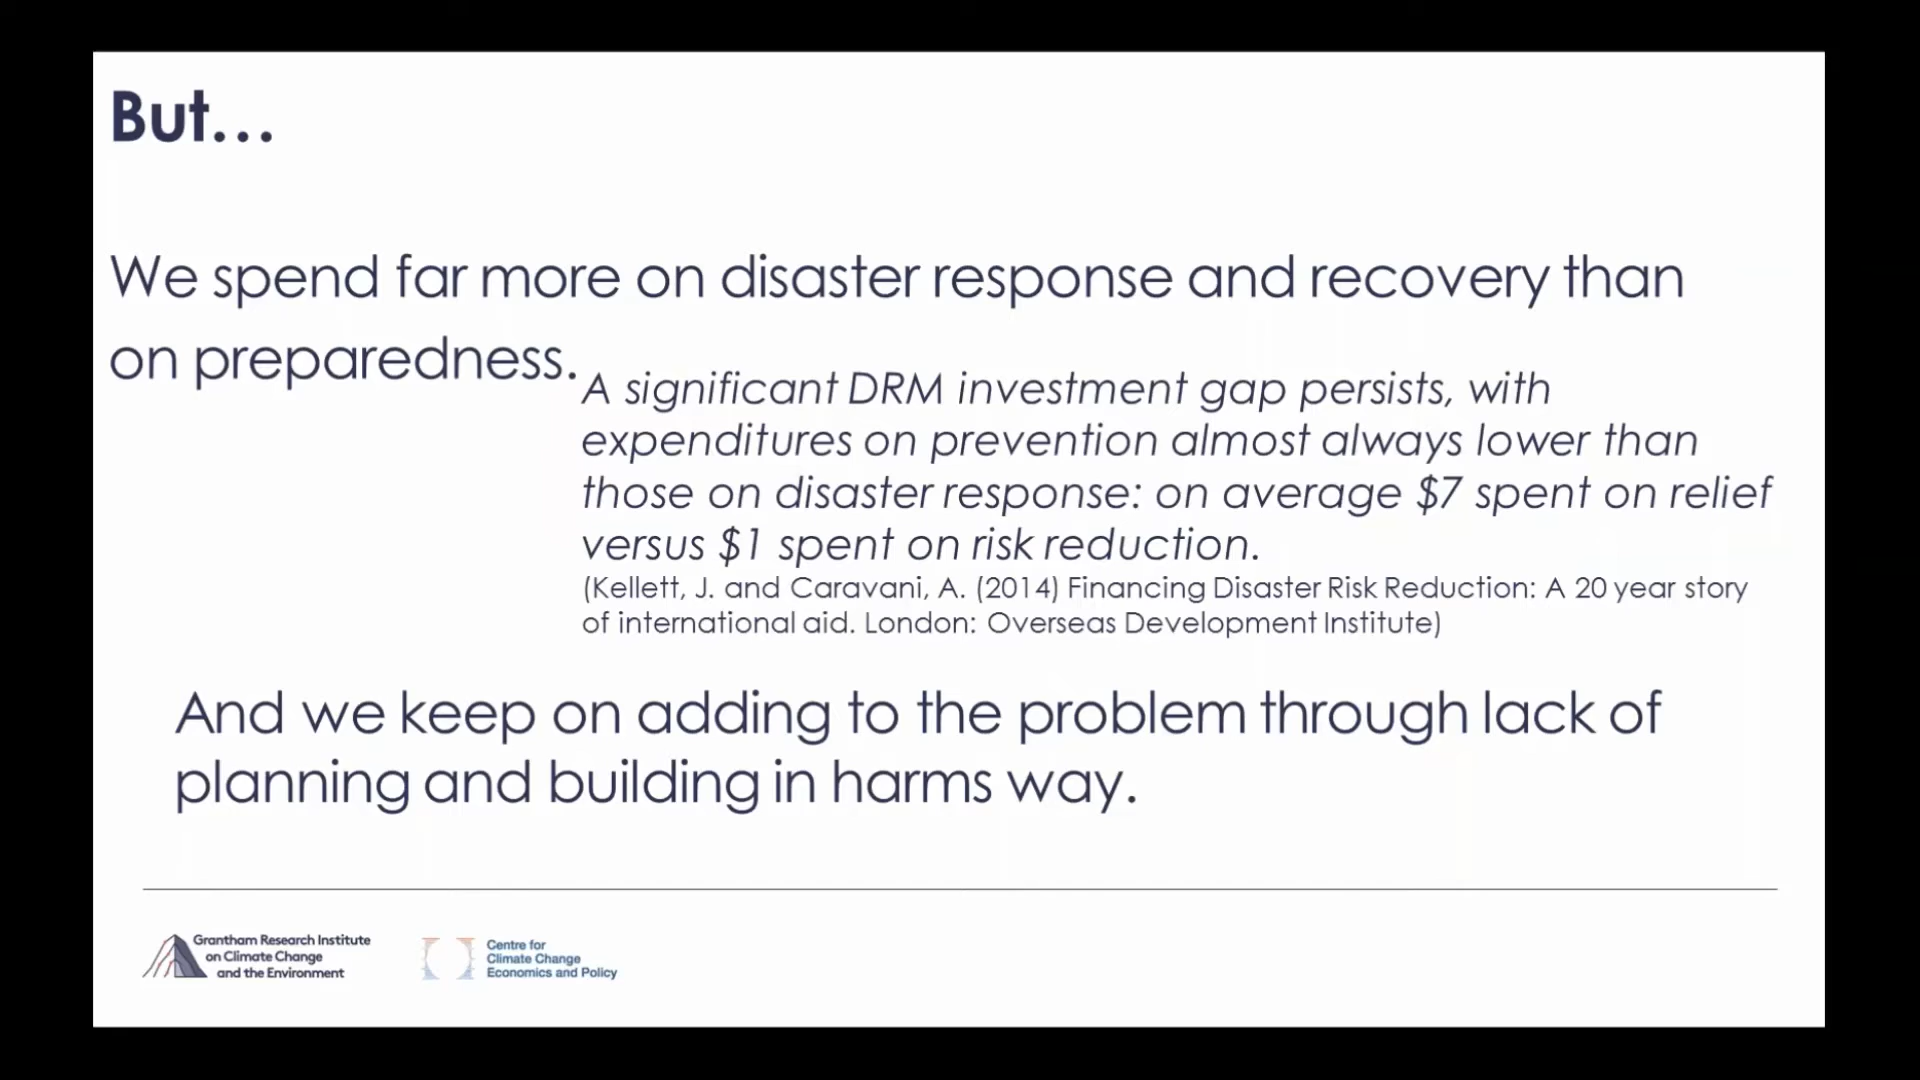 But...
We spend far more on disaster response and recovery than
on preparedness.
A significant DRM investment gap persists, with
expenditures on prevention almost always lower than
those on disaster response: on average $7 spent on relief
versus $1 spent on risk reduction.
(Kellett, J. and Caravani, A. (2014) Financing Disaster Risk Reduction: A 20 year story
of international aid. London: Overseas Development Institute)
And we keep on adding to the problem through lack of
planning and building in harms way.
Grantham Research Institute
on Climate Change
and the Environment
Centre for
Climate Change
Economics and Policy